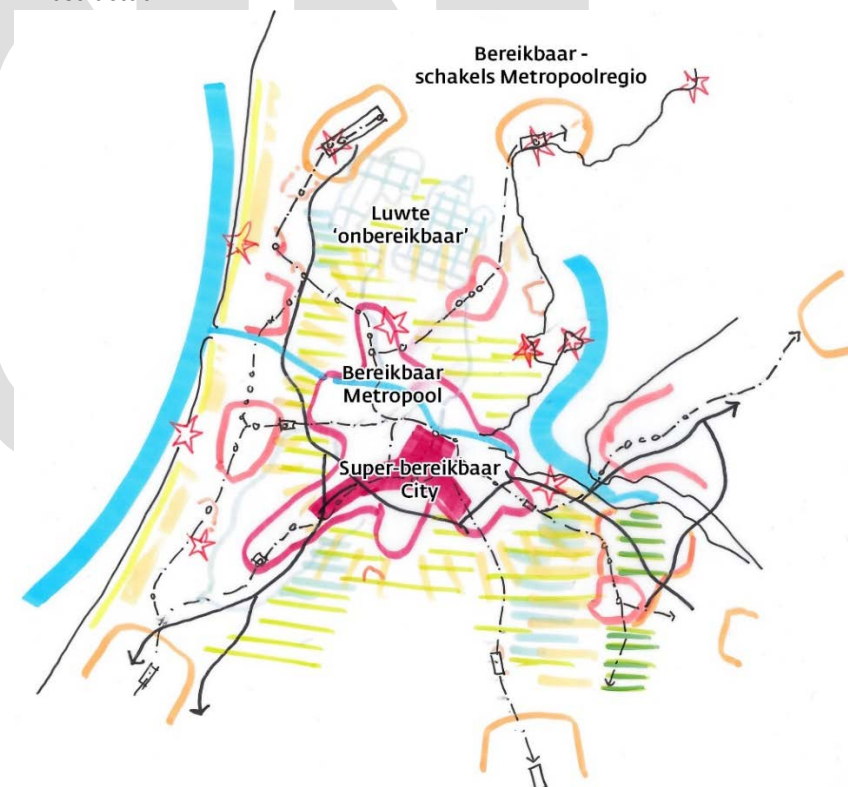 Bereikbaar -
schakels Metropoolregio
Luwte
‘onbereikbaar’
Bereikbaar
Metropool
Super-bereikbaar
City